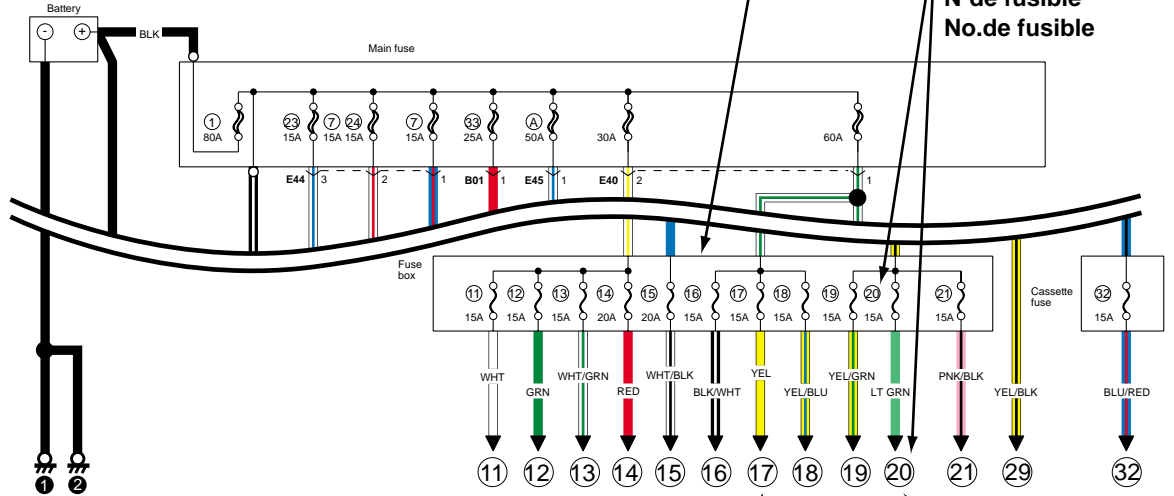 N°de fusible
No.de fusible
Battery
- +
BLK
Main fuse
1 23 7 24 7 33 A
80A 15A 15A 15A 15A 25A 50A 30A 60A
E44 3 2 1 B01 1 E45 1 E40 2 1
Fuse
box
11 12 13 14 15 16 17 18 19 20 21
15A 15A 15A 20A 20A 15A 15A 15A 15A 15A 15A
Cassette
fuse
32
15A
WHT WHT/GRN WHT/BLK YEL YEL/GRN PNK/BLK
GRN RED BLK/WHT YEL/BLU LT GRN YEL/BLK BLU/RED
11 12 13 14 15 16 17 18 19 20 21 29 32
1 2